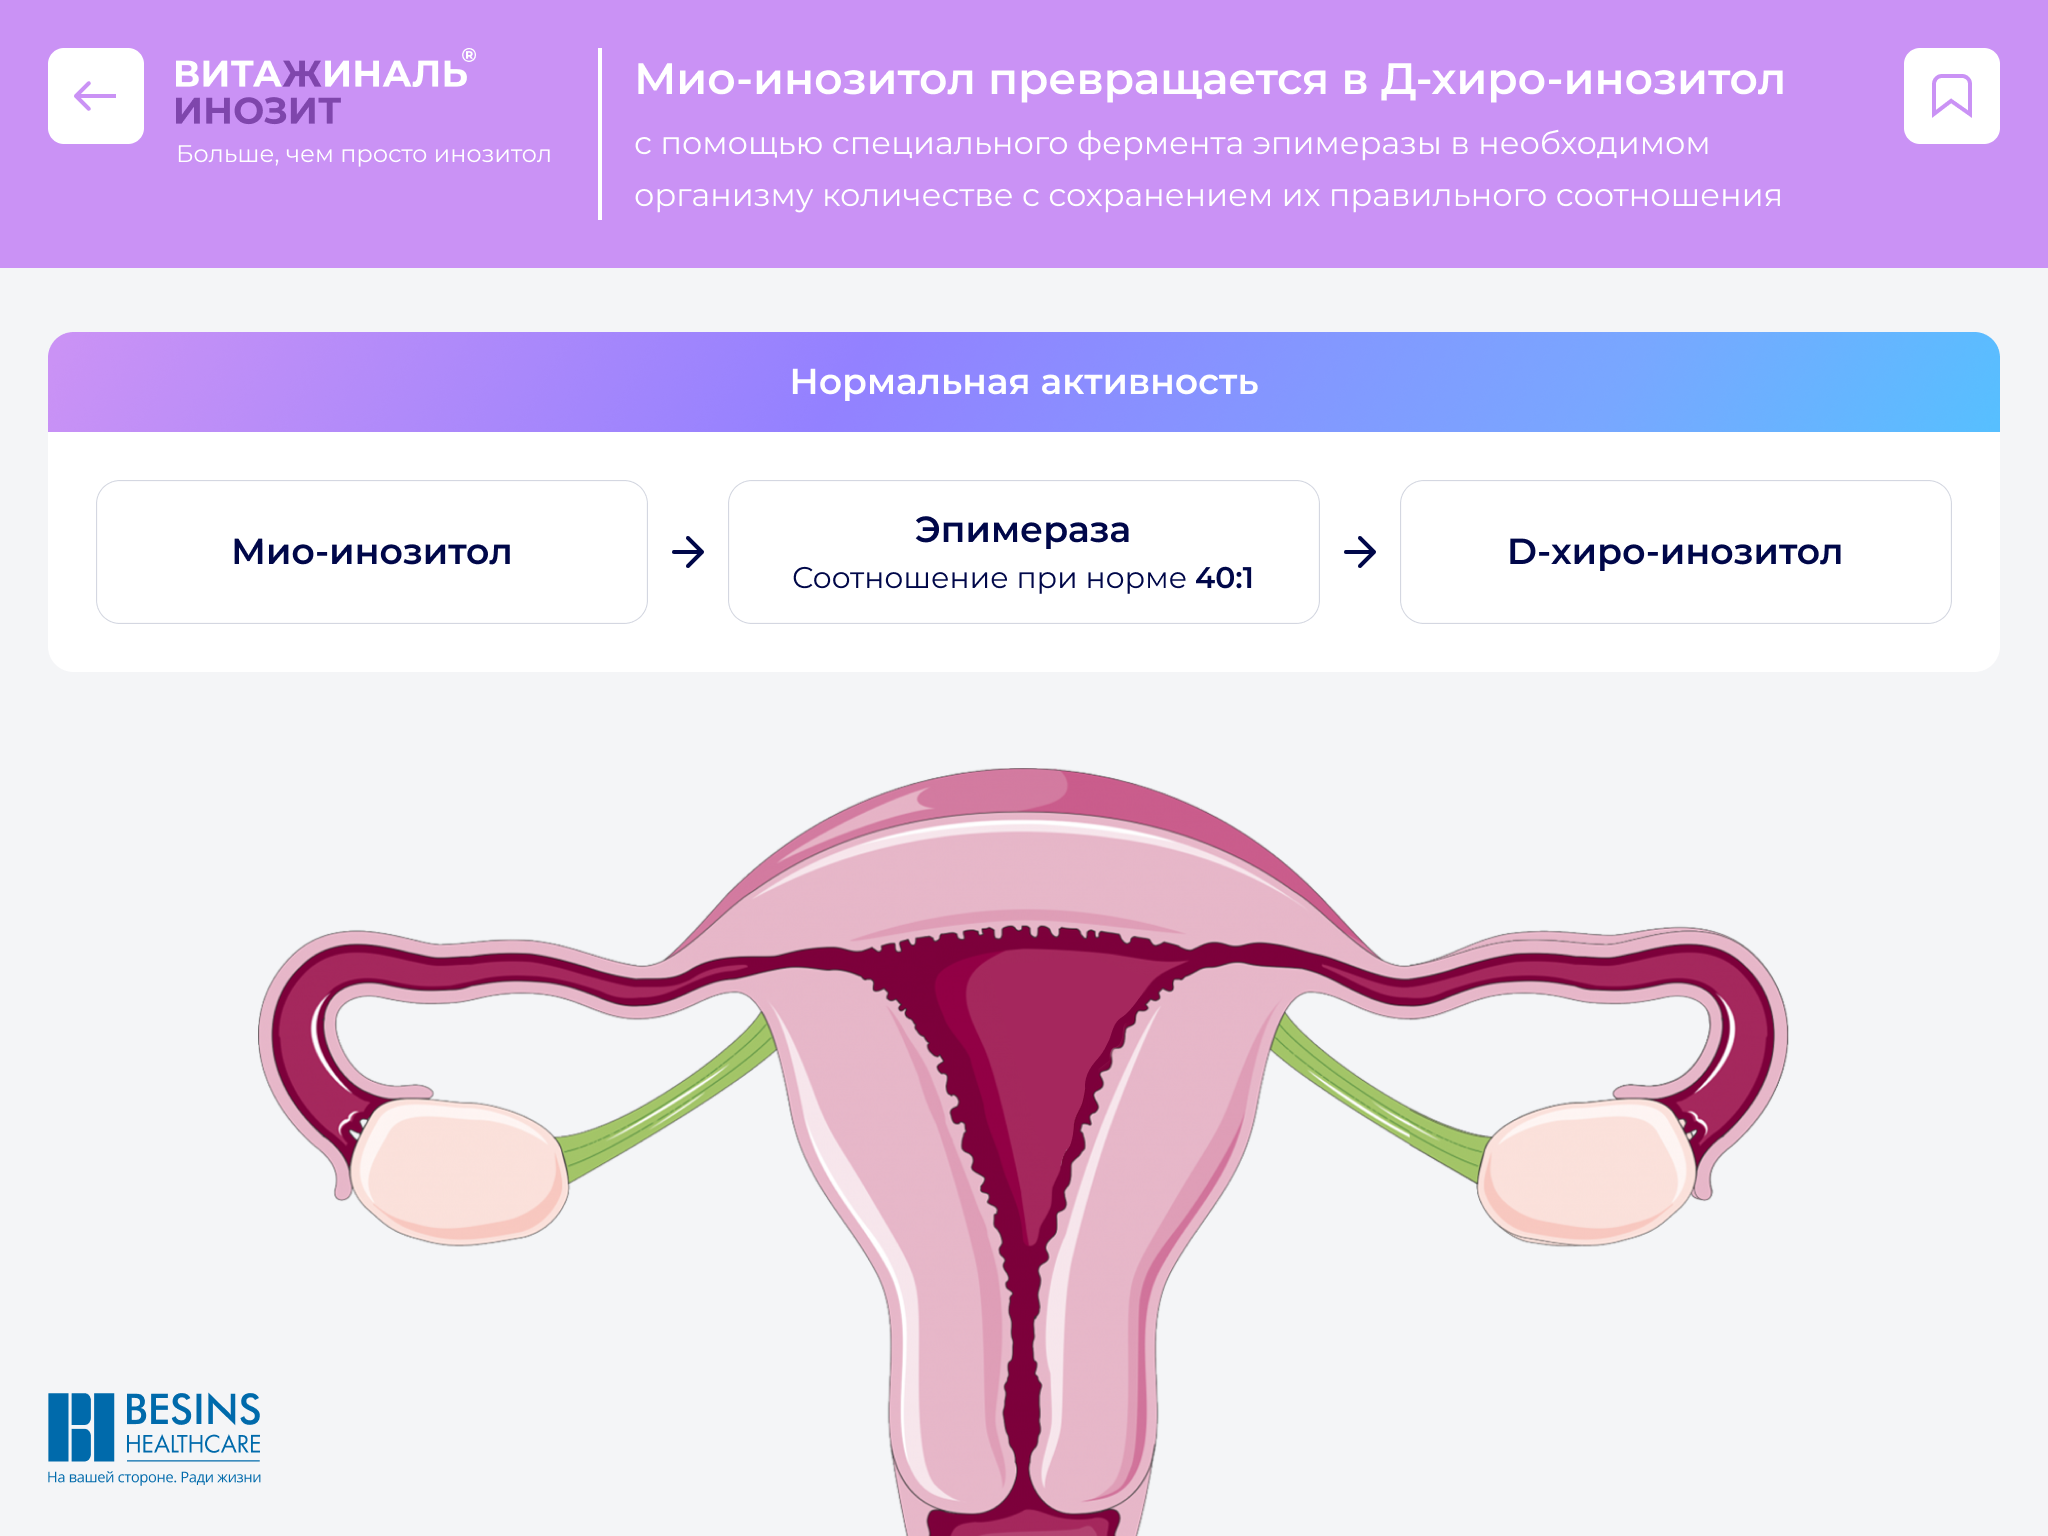 ВИТАЖИНАЛЬ®
ИНОЗИТ
Больше, чем просто инозитол
Мио-инозитол превращается в Д-хиро-инозитол
с помощью специального фермента эпимеразы в необходимом
организму количестве с сохранением их правильного соотношения
Нормальная активность
Мио-инозитол
Эпимераза
Соотношение при норме 40:1
D-хиро-инозитол
BESINS
HEALTHCARE
На вашей стороне. Ради жизни